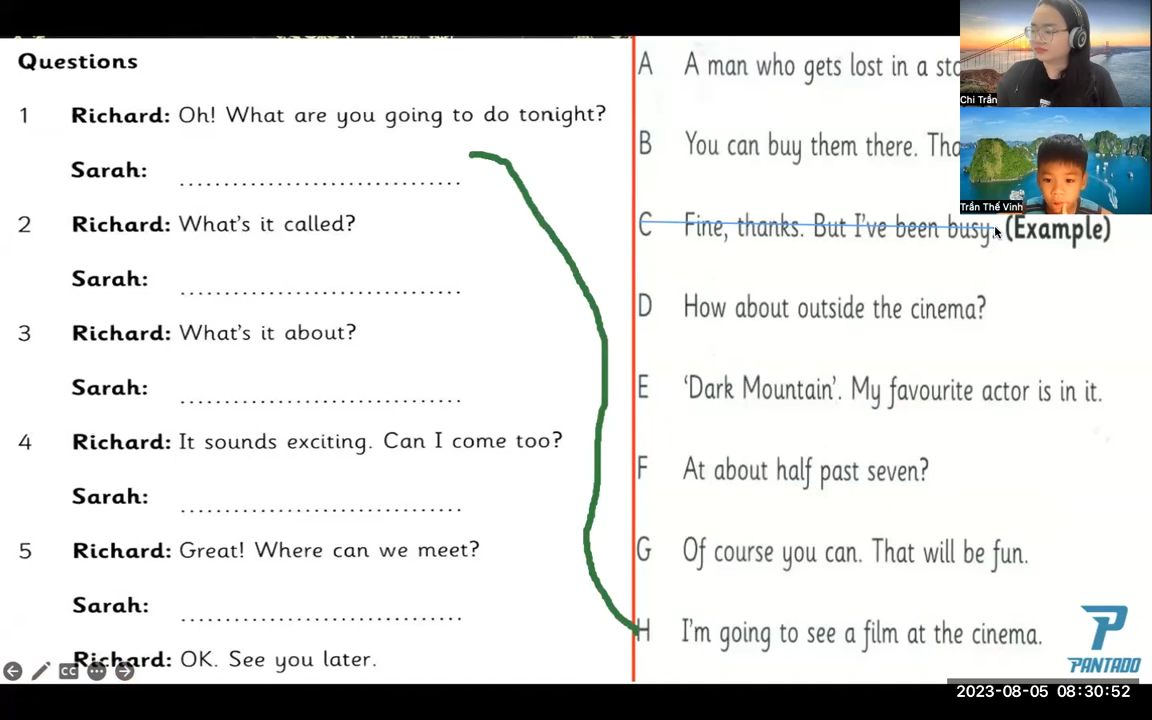 Questions
1 Richard: Oh! What are you going to do tonight?
Sarah: ................................
2 Richard: What's it called?
Sarah: ................................
3 Richard: What's it about?
Sarah: ................................
4 Richard: It sounds exciting. Can I come too?
Sarah: ................................
5 Richard: Great! Where can we meet?
Sarah: ................................
Richard: OK. See you later.
A A man who gets lost in a
B You can buy them there.
C Fine, thanks. But I've been busy. (Example)
D How about outside the cinema?
E 'Dark Mountain'. My favourite actor is in it.
F At about half past seven?
G Of course you can. That will be fun.
H I'm going to see a film at the cinema.
Chi Trần
Trần Thế Vinh
CC
PANTADO
2023-08-05 08:30:52